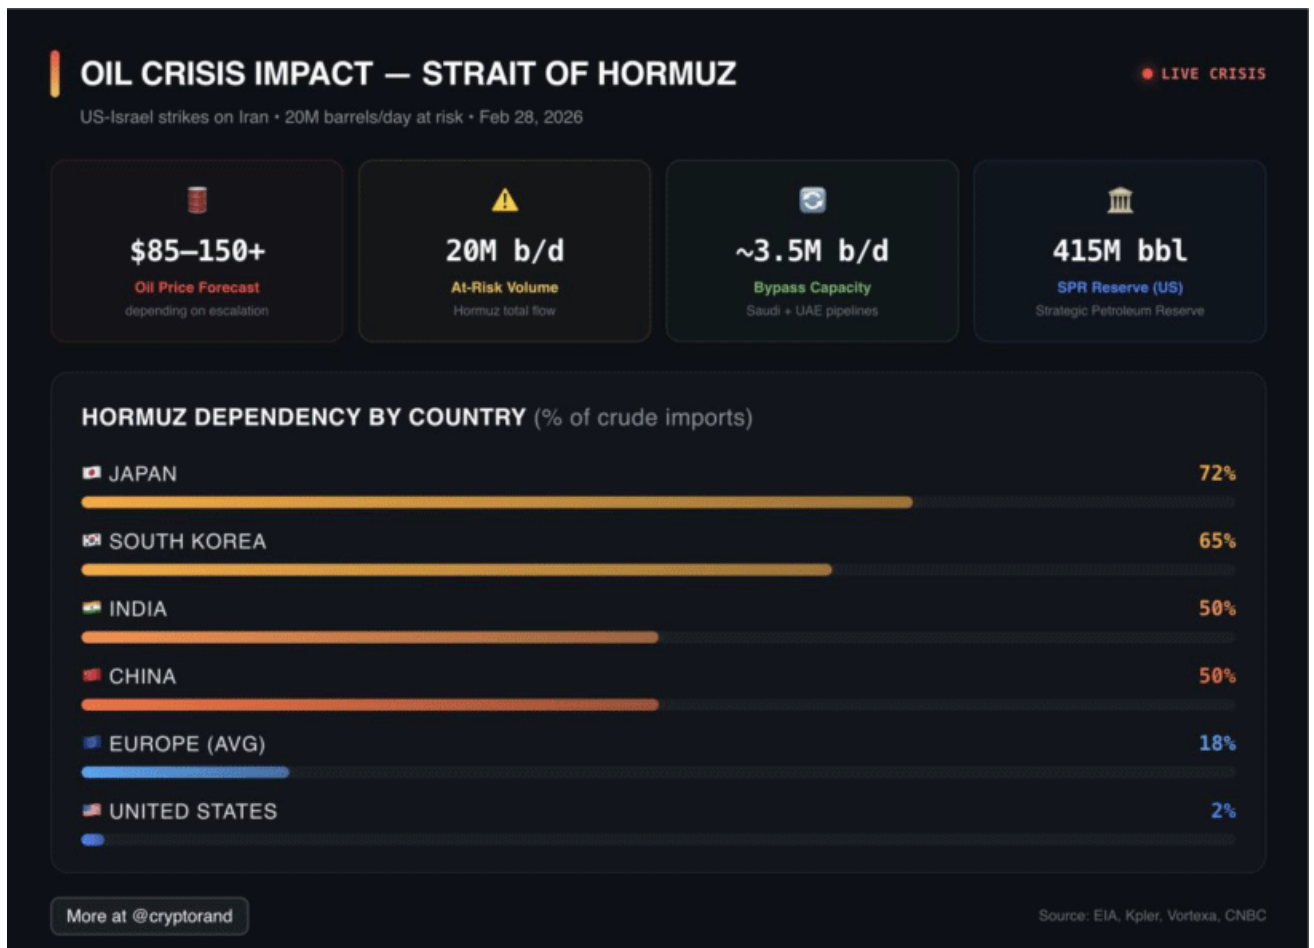 OIL CRISIS IMPACT — STRAIT OF HORMUZ
LIVE CRISIS
US-Israel strikes on Iran • 20M barrels/day at risk • Feb 28, 2026
$85–150+
Oil Price Forecast
depending on escalation
20M b/d
At-Risk Volume
Hormuz total flow
~3.5M b/d
Bypass Capacity
Saudi + UAE pipelines
415M bbl
SPR Reserve (US)
Strategic Petroleum Reserve
HORMUZ DEPENDENCY BY COUNTRY (% of crude imports)
JAPAN 72%
SOUTH KOREA 65%
INDIA 50%
CHINA 50%
EUROPE (AVG) 18%
UNITED STATES 2%
More at @cryptorand
Source: EIA, Kpler, Vortexa, CNBC